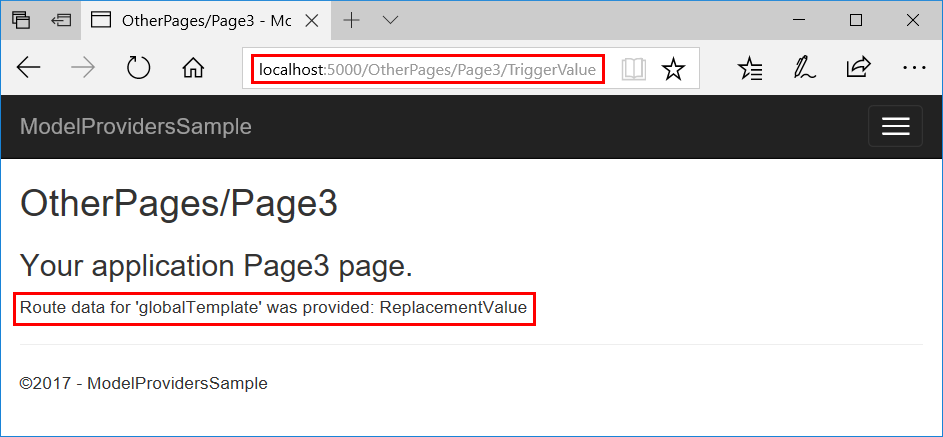 OtherPages/Page3 - Mc
localhost:5000/OtherPages/Page3/TriggerValue
ModelProvidersSample
OtherPages/Page3
Your application Page3 page.
Route data for 'globalTemplate' was provided: ReplacementValue
©2017 - ModelProvidersSample